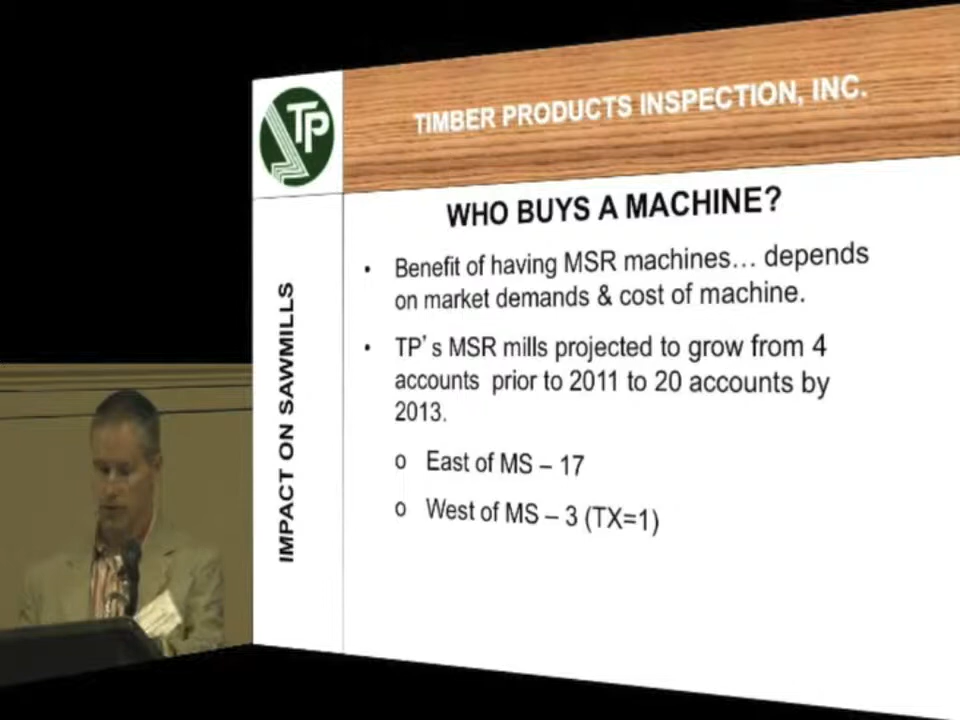 TP
TIMBER PRODUCTS INSPECTION, INC.
IMPACT ON SAWMILLS
WHO BUYS A MACHINE?
• Benefit of having MSR machines… depends
on market demands & cost of machine.
• TP's MSR mills projected to grow from 4
accounts prior to 2011 to 20 accounts by
2013.
o East of MS – 17
o West of MS – 3 (TX=1)